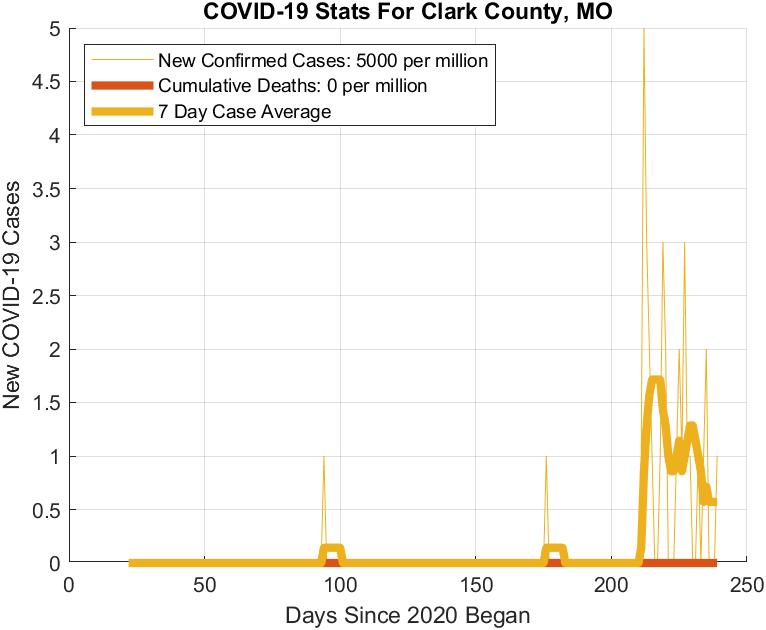 COVID-19 Stats For Clark County, MO
New Confirmed Cases: 5000 per million
Cumulative Deaths: 0 per million
7 Day Case Average
New COVID-19 Cases
5
4.5
4
3.5
3
2.5
2
1.5
1
0.5
0
0 50 100 150 200 250
Days Since 2020 Began